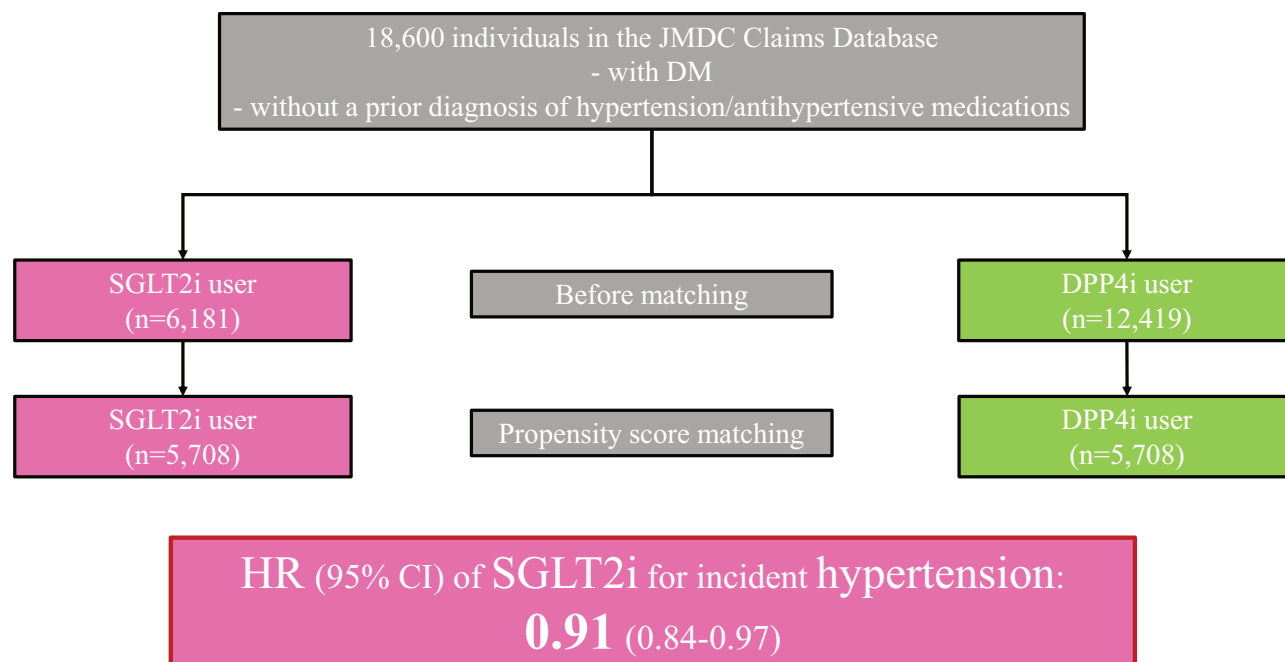 18,600 individuals in the JMDC Claims Database
- with DM
- without a prior diagnosis of hypertension/antihypertensive medications
SGLT2i user
(n=6,181)
Before matching
DPP4i user
(n=12,419)
SGLT2i user
(n=5,708)
Propensity score matching
DPP4i user
(n=5,708)
HR (95% CI) of SGLT2i for incident hypertension:
0.91 (0.84-0.97)